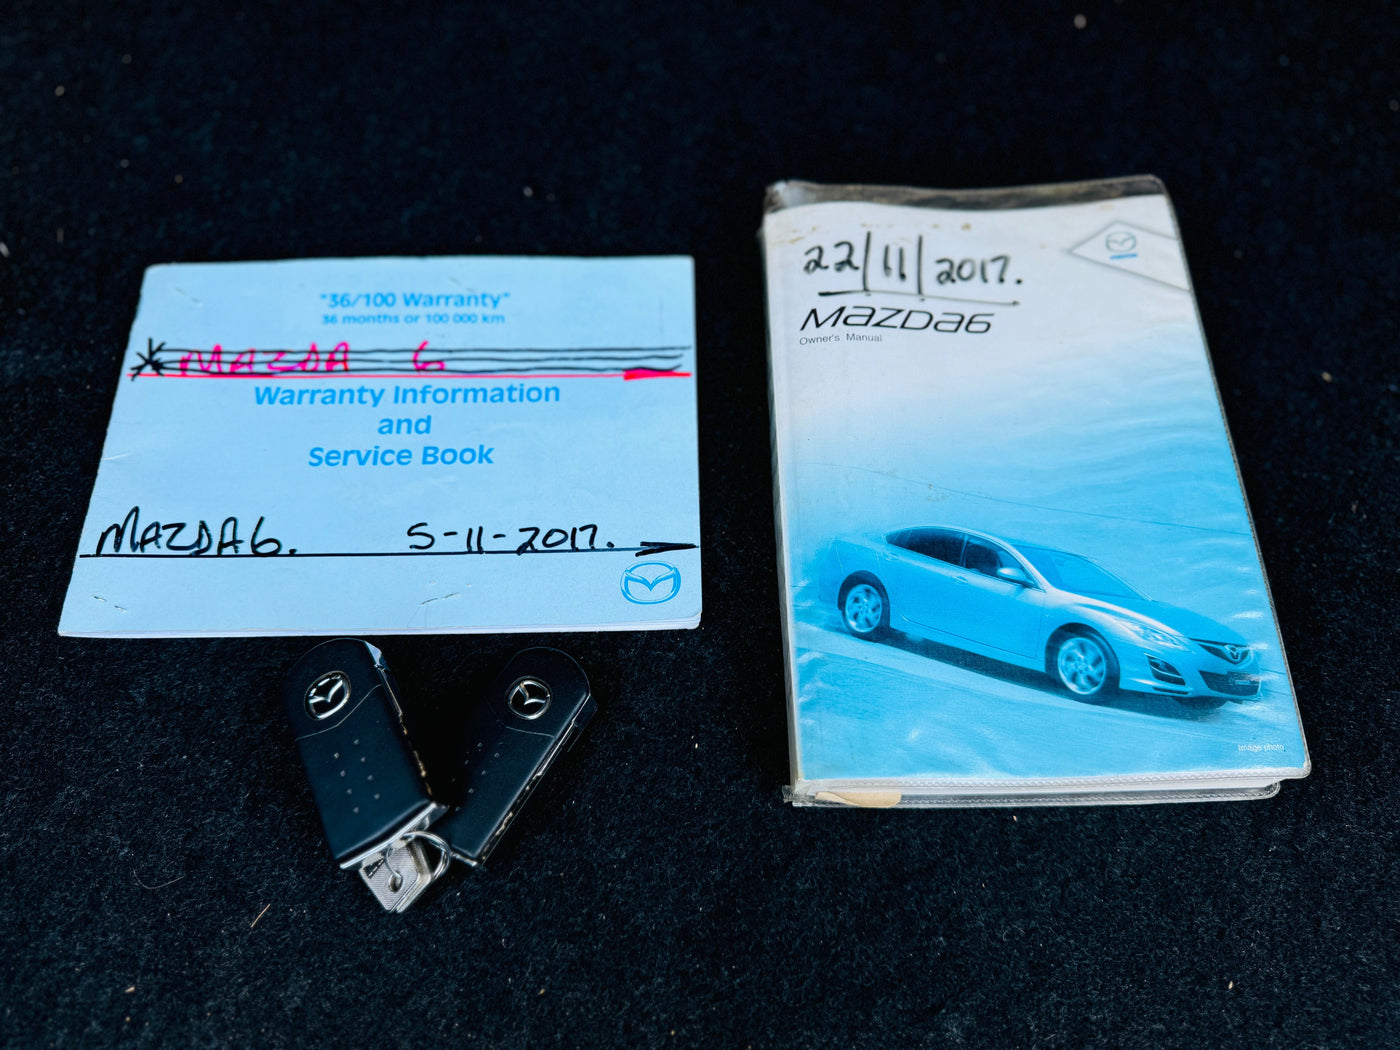 "36/100 Warranty"
36 months or 100 000 km
MAZDA 6
Warranty Information
and
Service Book
MAZDA6. 5-11-2017.
22/11/2017.
mazda6
Owner's Manual
Image photo